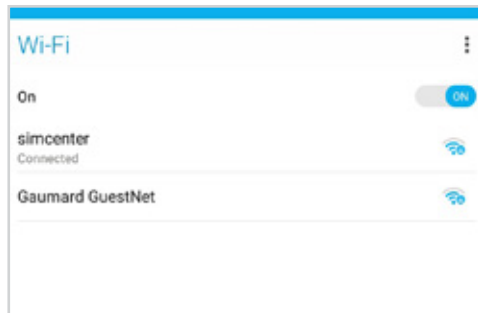 Wi-Fi
On
ON
simcenter
Connected
Gaumard GuestNet